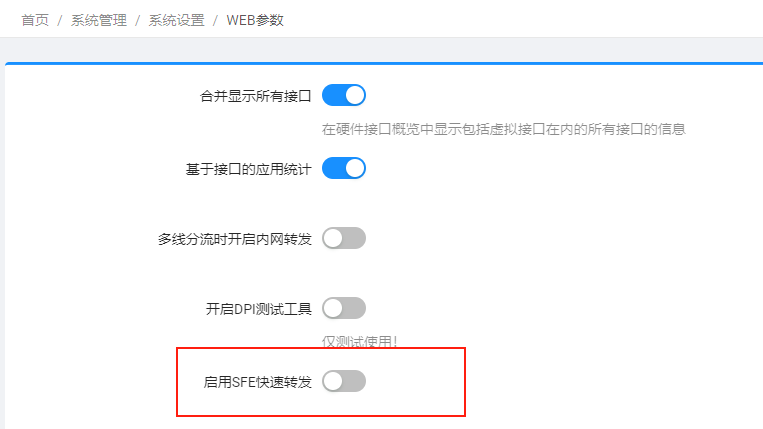 首页 / 系统管理 / 系统设置 / WEB参数
合并显示所有接口
在硬件接口概览中显示包括虚拟接口在内的所有接口的信息
基于接口的应用统计
多线分流时开启内网转发
开启DPI测试工具
仅测试使用！
启用SFE快速转发